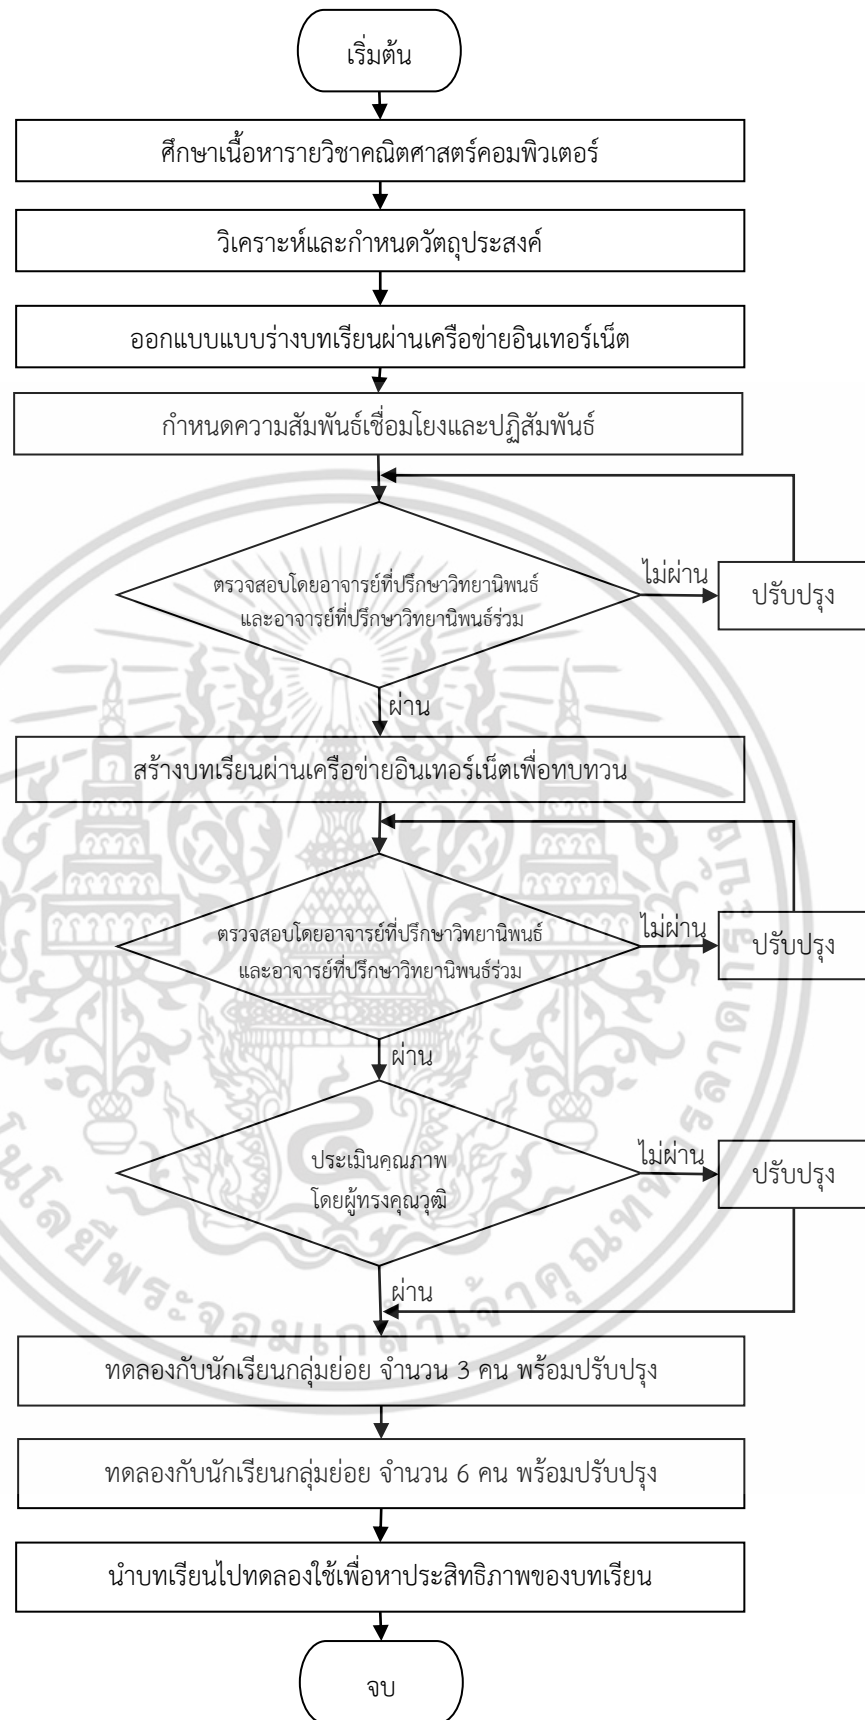 เริ่มต้น
ศึกษาเนื้อหารายวิชาคณิตศาสตร์คอมพิวเตอร์
วิเคราะห์และกำหนดวัตถุประสงค์
ออกแบบแบบร่างบทเรียนผ่านเครือข่ายอินเทอร์เน็ต
กำหนดความสัมพันธ์เชื่อมโยงและปฏิสัมพันธ์
ตรวจสอบโดยอาจารย์ที่ปรึกษาวิทยานิพนธ์
และอาจารย์ที่ปรึกษาวิทยานิพนธ์ร่วม
ไม่ผ่าน
ปรับปรุง
ผ่าน
สร้างบทเรียนผ่านเครือข่ายอินเทอร์เน็ตเพื่อทบทวน
ตรวจสอบโดยอาจารย์ที่ปรึกษาวิทยานิพนธ์
และอาจารย์ที่ปรึกษาวิทยานิพนธ์ร่วม
ไม่ผ่าน
ปรับปรุง
ผ่าน
ประเมินคุณภาพ
โดยผู้ทรงคุณวุฒิ
ไม่ผ่าน
ปรับปรุง
ผ่าน
ทดลองกับนักเรียนกลุ่มย่อย จำนวน 3 คน พร้อมปรับปรุง
ทดลองกับนักเรียนกลุ่มย่อย จำนวน 6 คน พร้อมปรับปรุง
นำบทเรียนไปทดลองใช้เพื่อหาประสิทธิภาพของบทเรียน
จบ